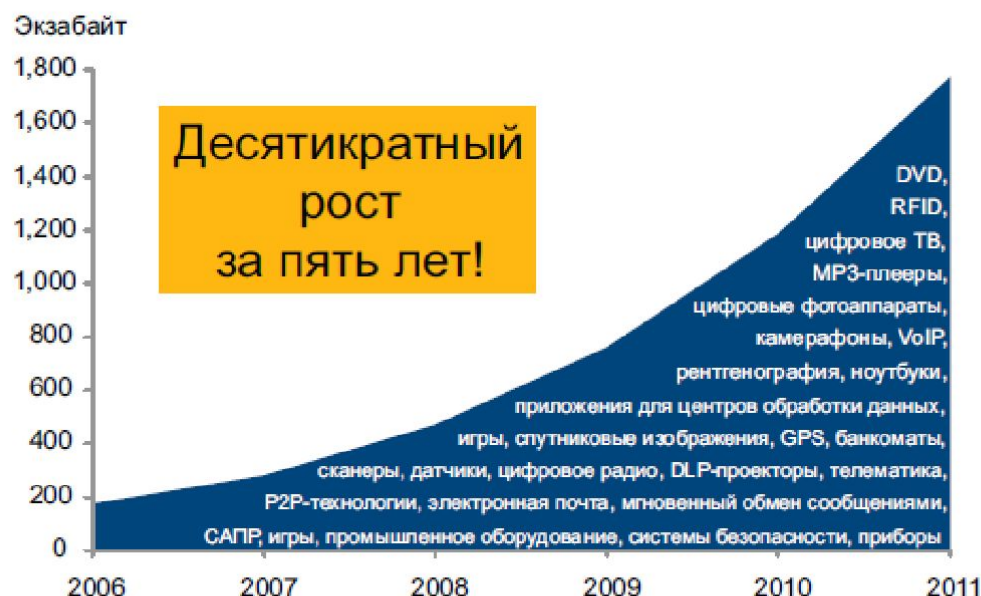 Экзабайт
1,800
1,600
1,400
1,200
1,000
800
600
400
200
0
Десятикратный
рост
за пять лет!
DVD,
RFID,
цифровое ТВ,
MP3-плееры,
цифровые фотоаппараты,
камерафоны, VoIP,
рентгенография, ноутбуки,
приложения для центров обработки данных,
игры, спутниковые изображения, GPS, банкоматы,
сканеры, датчики, цифровое радио, DLP-проекторы, телематика,
P2P-технологии, электронная почта, мгновенный обмен сообщениями,
САПР, игры, промышленное оборудование, системы безопасности, приборы
2006 2007 2008 2009 2010 2011